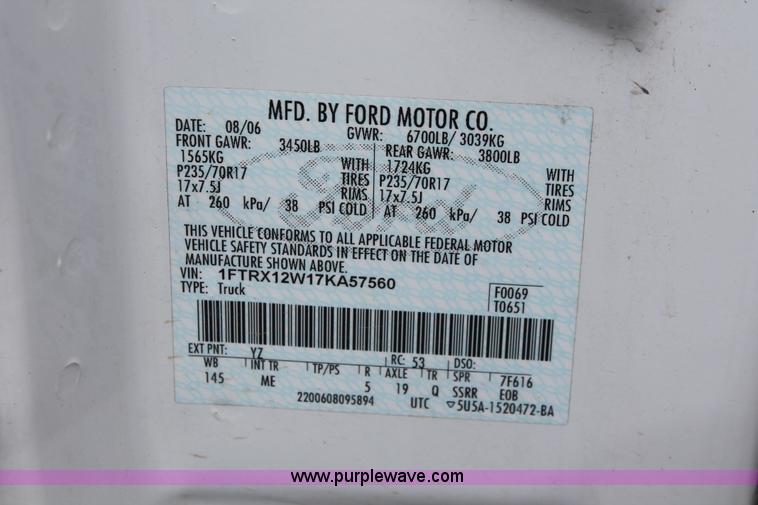 MFD. BY FORD MOTOR CO.
DATE: 08/06 GVWR: 6700LB/ 3039KG
FRONT GAWR: 3450LB REAR GAWR: 3800LB
1565KG WITH 1724KG WITH
P235/70R17 TIRES P235/70R17 TIRES
17x7.5J RIMS 17x7.5J RIMS
AT 260 kPa/ 38 PSI COLD AT 260 kPa/ 38 PSI COLD
Ford
THIS VEHICLE CONFORMS TO ALL APPLICABLE FEDERAL MOTOR
VEHICLE SAFETY STANDARDS IN EFFECT ON THE DATE OF
MANUFACTURE SHOWN ABOVE.
VIN: 1FTRX12W17KA57560
TYPE: Truck
F0069
T0651
EXT PNT: YZ RC: 53 DSO:
WB INT TR TP/PS R AXLE TR SPR 7F616
145 ME 5 19 Q SSRR EOB
2200608095894 UTC ▽5U5A-1520472-BA
www.purplewave.com